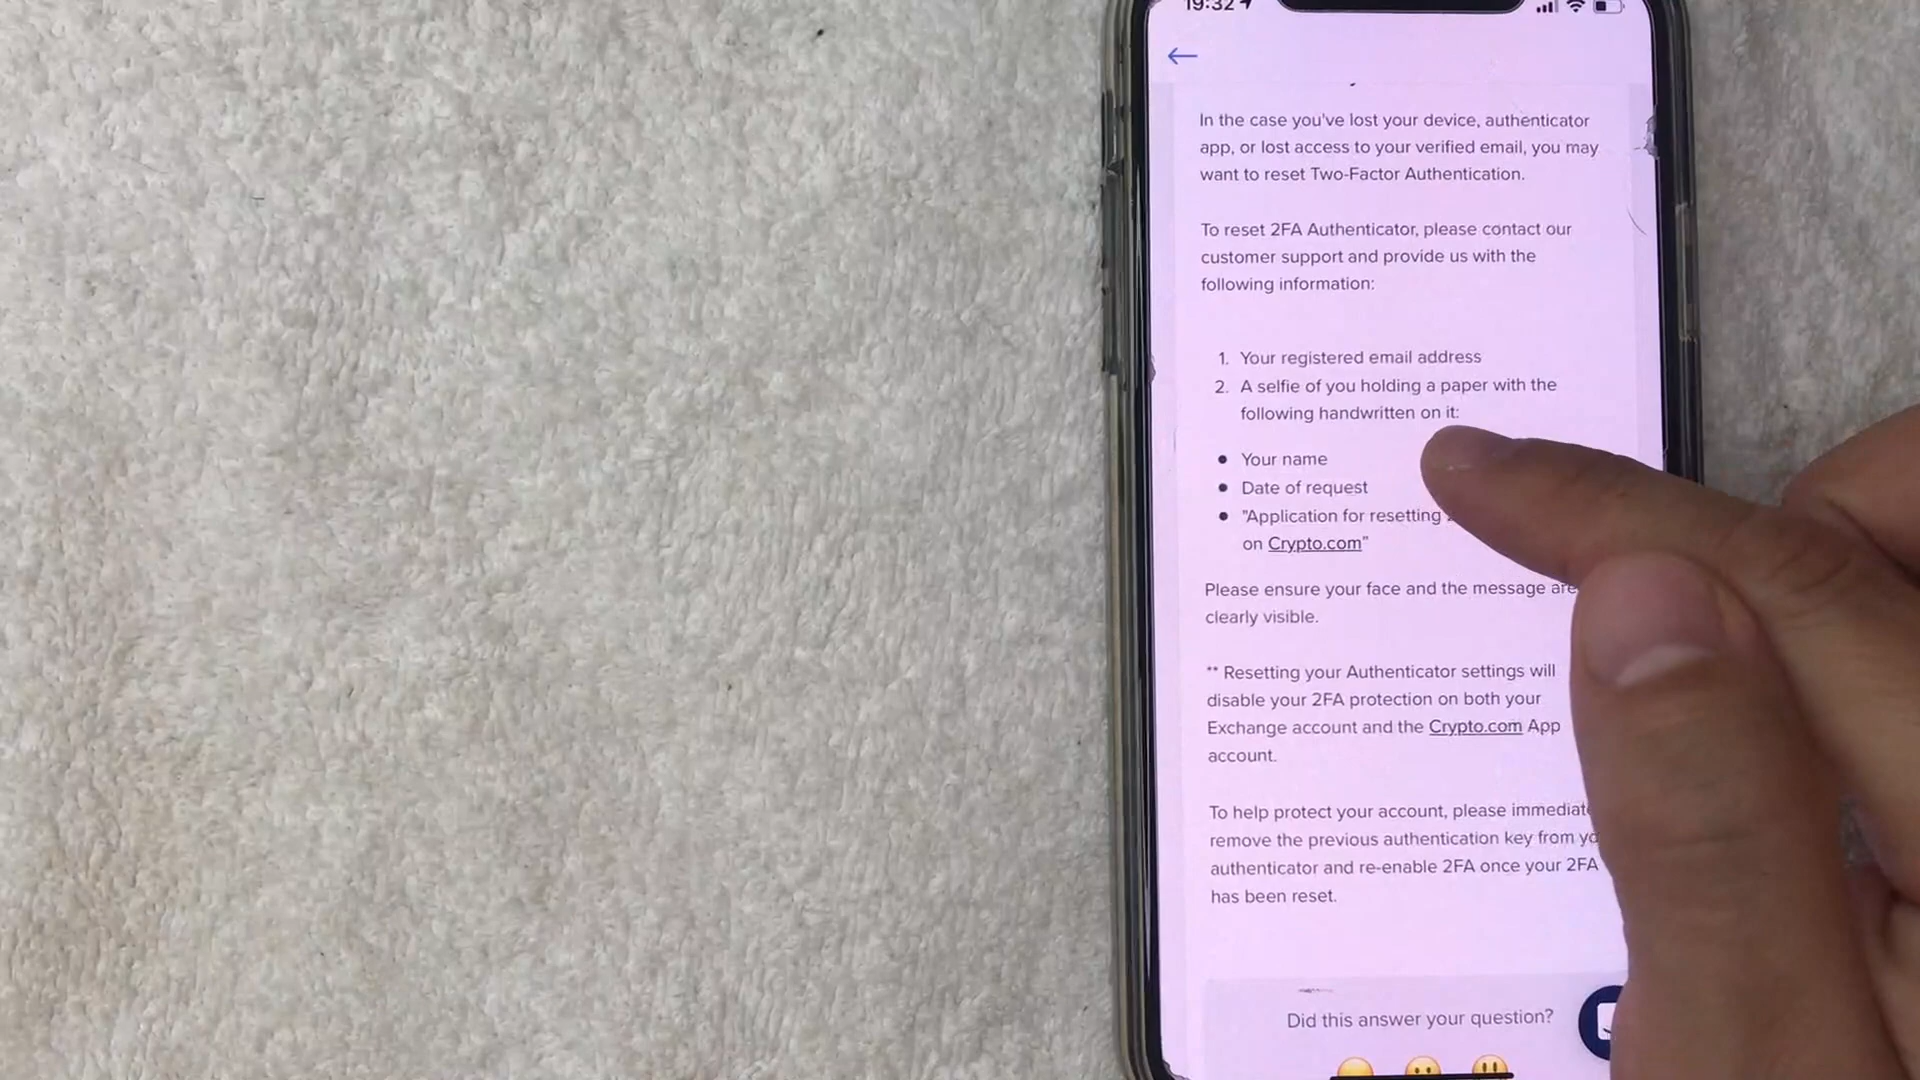 19:32
In the case you've lost your device, authenticator
app, or lost access to your verified email, you may
want to reset Two-Factor Authentication.
To reset 2FA Authenticator, please contact our
customer support and provide us with the
following information:
1. Your registered email address
2. A selfie of you holding a paper with the
following handwritten on it:
• Your name
• Date of request
• "Application for resetting
on Crypto.com"
Please ensure your face and the message are
clearly visible.
** Resetting your Authenticator settings will
disable your 2FA protection on both your
Exchange account and the Crypto.com App
account.
To help protect your account, please
remove the previous authentication key from
authenticator and re-enable 2FA once your 2FA
has been reset.
Did this answer your question?